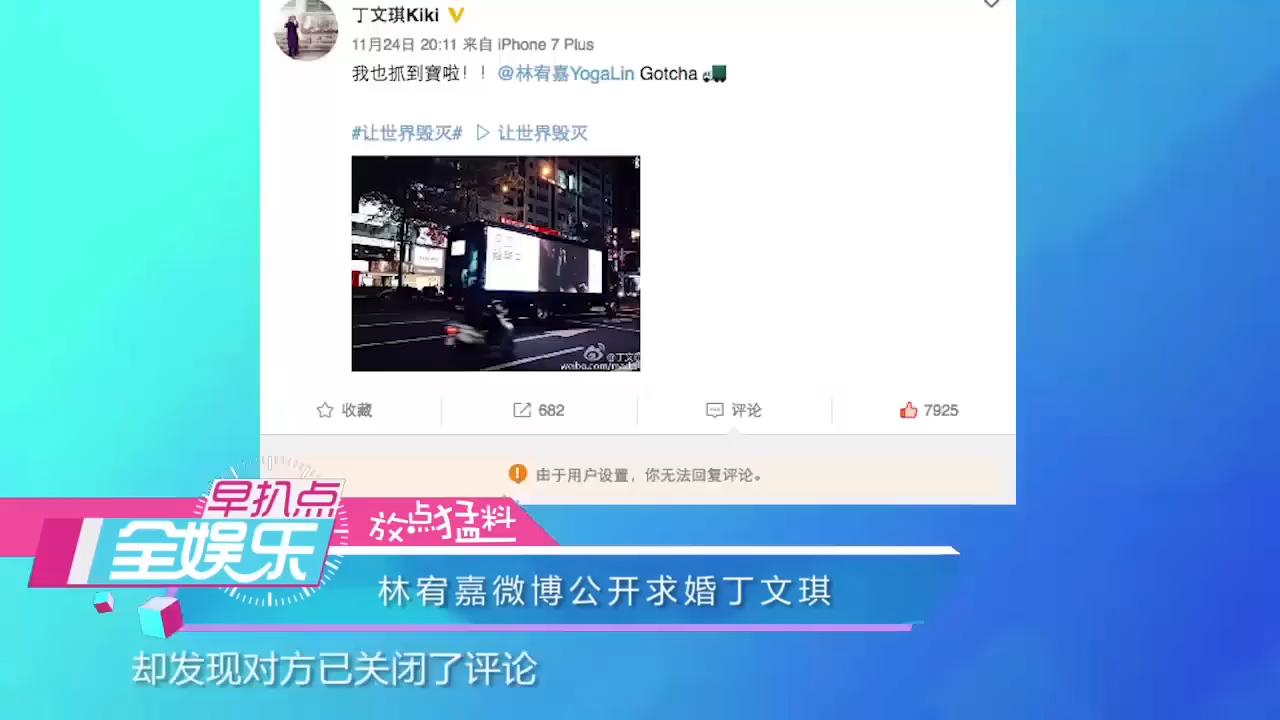 丁文琪Kiki
11月24日 20:11 来自 iPhone 7 Plus
我也抓到寶啦！！@林宥嘉YogaLin Gotcha
#让世界毁灭# ▷ 让世界毁灭
收藏
682
评论
7925
由于用户设置，你无法回复评论。
早扒点
全娱乐
放点猛料
林宥嘉微博公开求婚丁文琪
却发现对方已关闭了评论